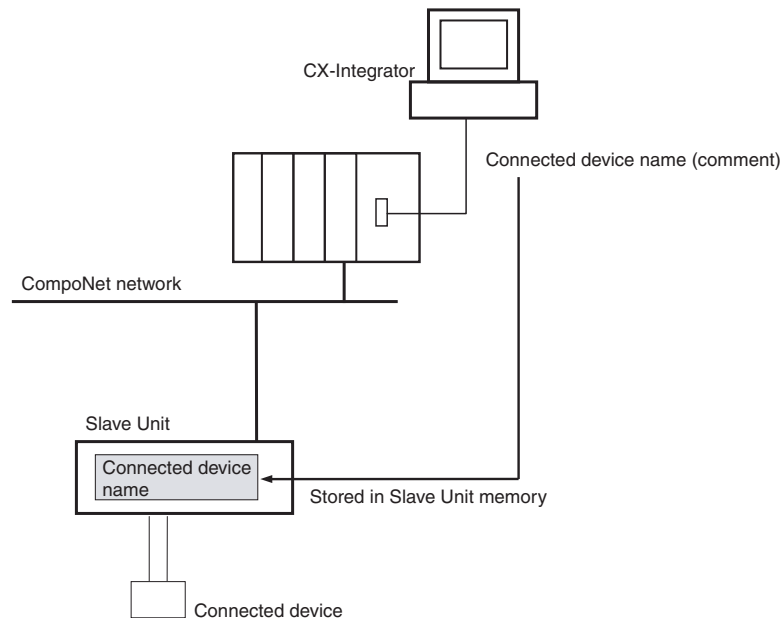 CX-Integrator
Connected device name (comment)
CompoNet network
Slave Unit
Connected device
name
Stored in Slave Unit memory
Connected device